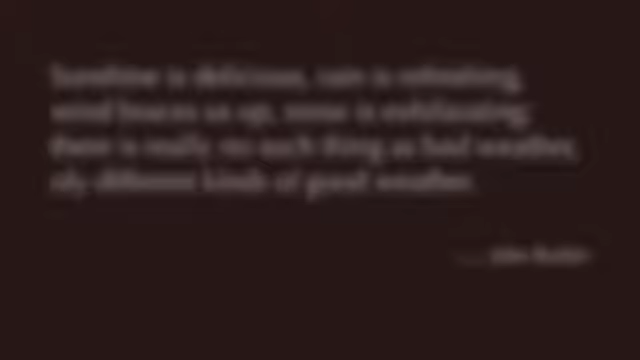 Sunshine is delicious, rain is refreshing,
wind braces us up, snow is exhilarating;
there is really no such thing as bad weather,
different kinds of good weather.